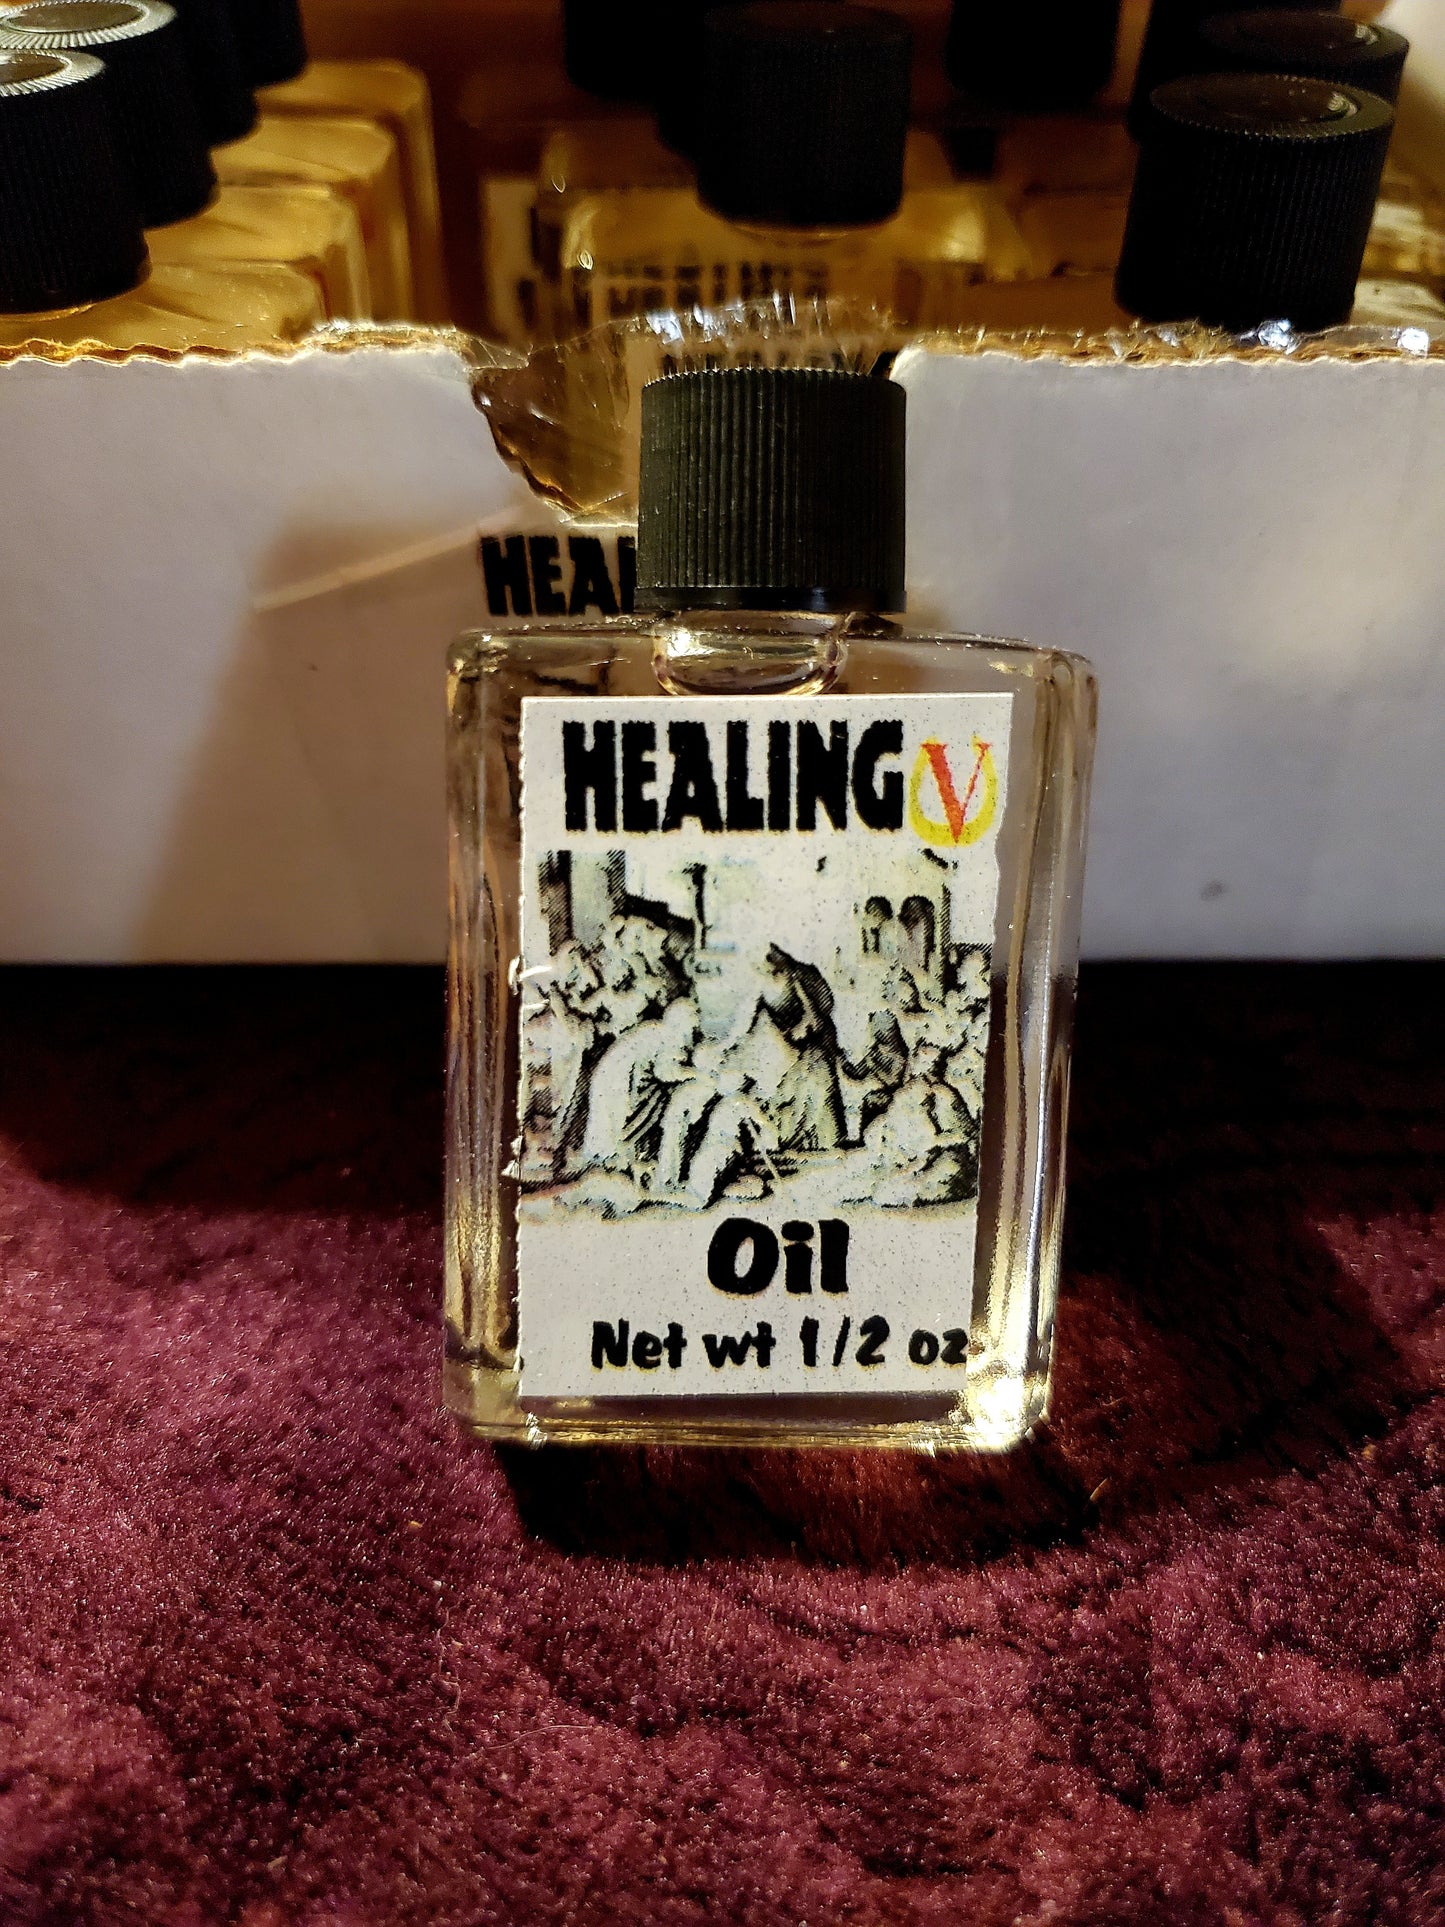 HEAL
HEALING V
Oil
Net wt 1/2 oz